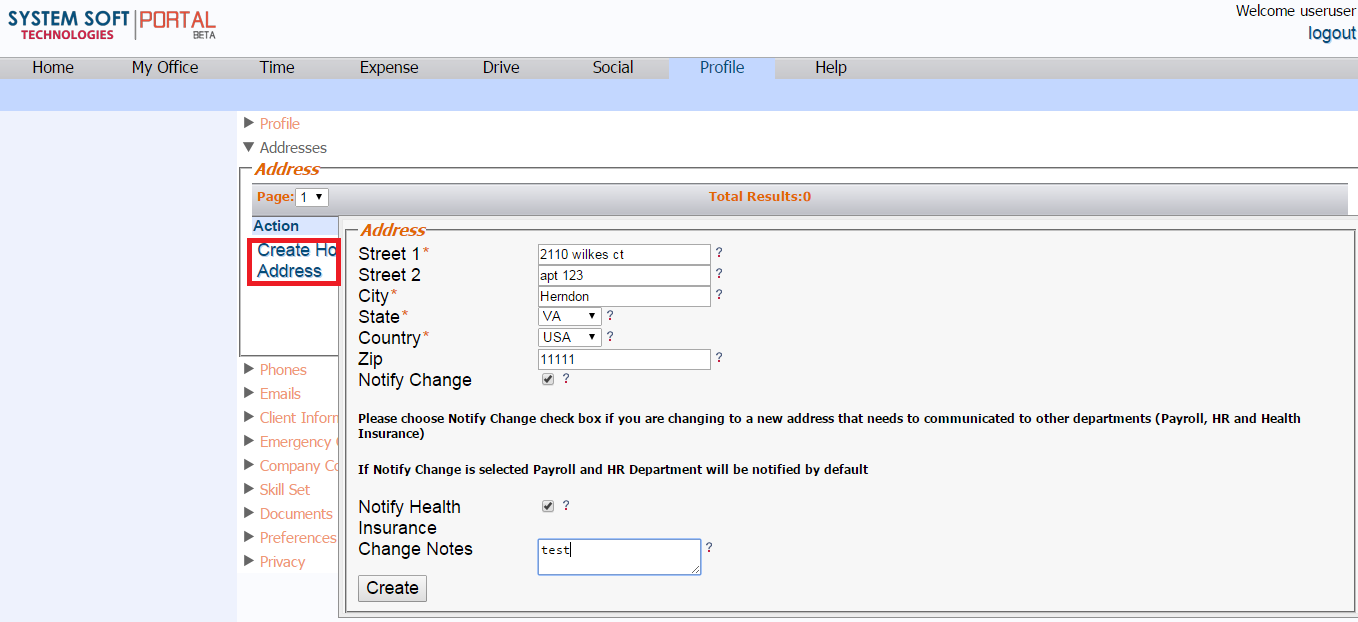 SYSTEM SOFT PORTAL
TECHNOLOGIES BETA
Welcome useruser
logout
Home My Office Time Expense Drive Social Profile Help
Profile
Addresses
Address
Page: 1 Total Results:0
Action
Create Ho
Address
Address
Street 1* 2110 wilkes ct ?
Street 2 apt 123 ?
City* Herndon ?
State* VA ?
Country* USA ?
Zip 11111 ?
Notify Change ?
Please choose Notify Change check box if you are changing to a new address that needs to communicated to other departments (Payroll, HR and Health
Insurance)
If Notify Change is selected Payroll and HR Department will be notified by default
Notify Health ?
Insurance
Change Notes test ?
Create
Phones
Emails
Client Inforr
Emergency
Company Co
Skill Set
Documents
Preferences
Privacy